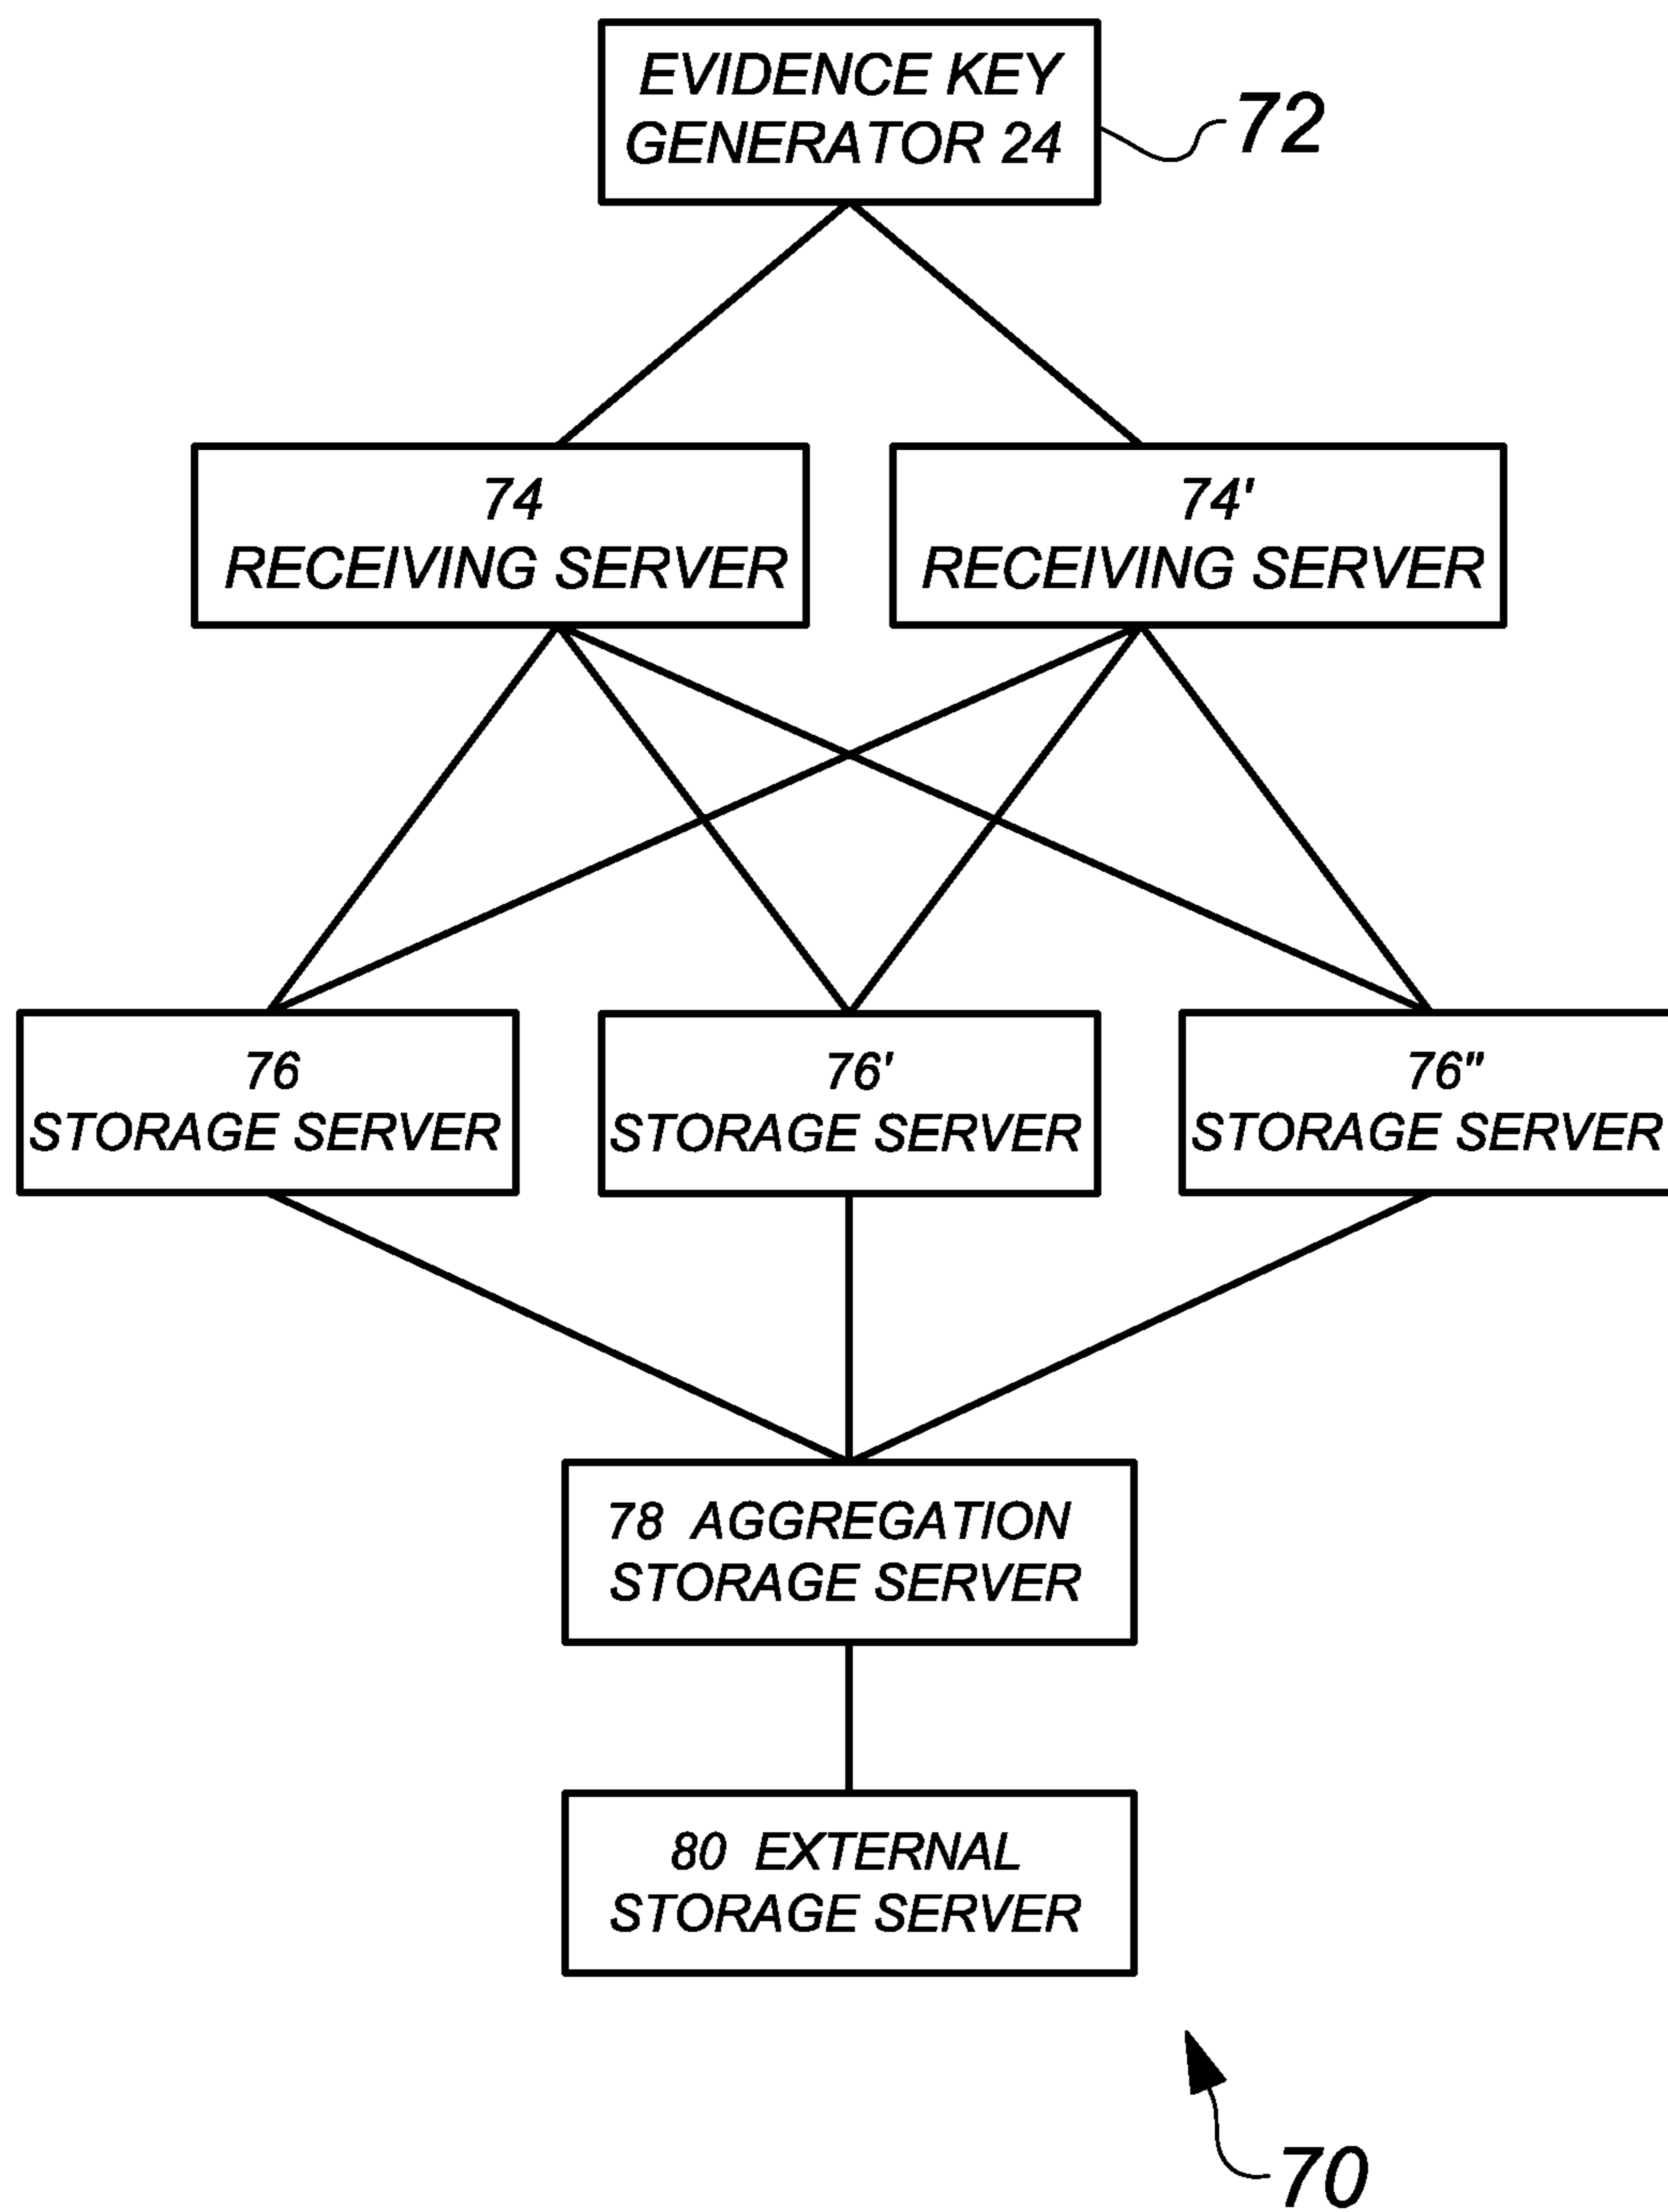 EVIDENCE KEY
GENERATOR 24
72
74
RECEIVING SERVER
74'
RECEIVING SERVER
76
STORAGE SERVER
76'
STORAGE SERVER
76"
STORAGE SERVER
78 AGGREGATION
STORAGE SERVER
80 EXTERNAL
STORAGE SERVER
70